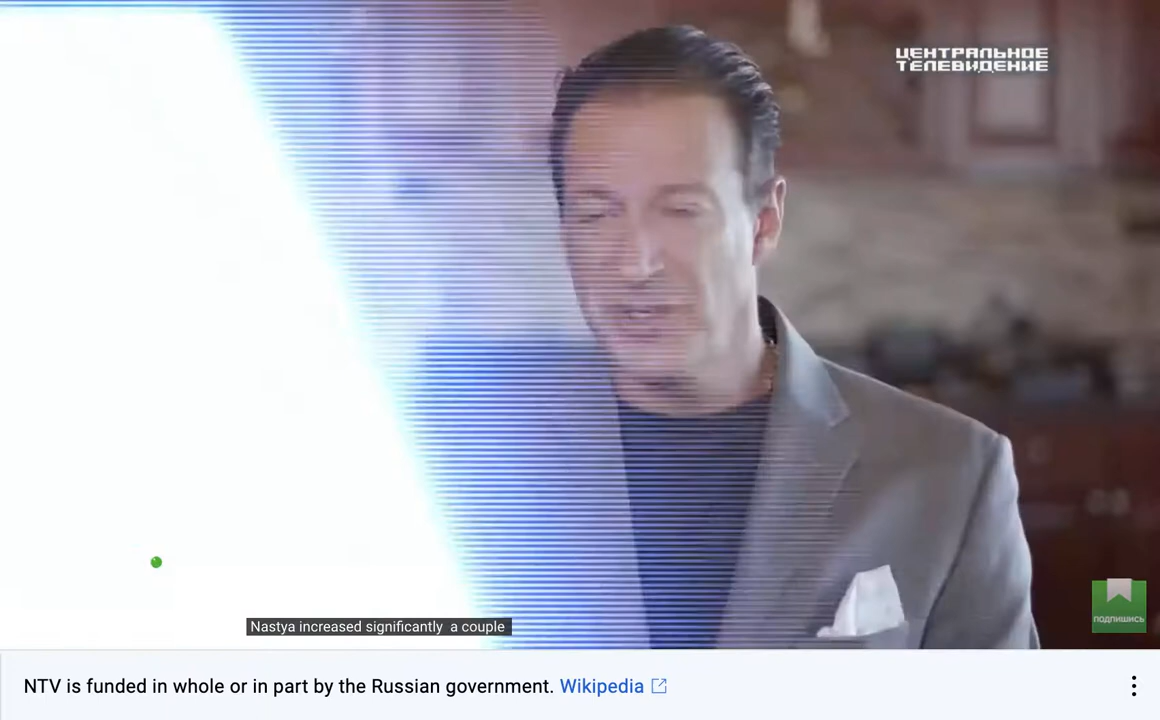 ЦЕНТРАЛЬНОЕ
ТЕЛЕВИДЕНИЕ
Nastya increased significantly a couple
ПОДПИШИСЬ
NTV is funded in whole or in part by the Russian government. Wikipedia